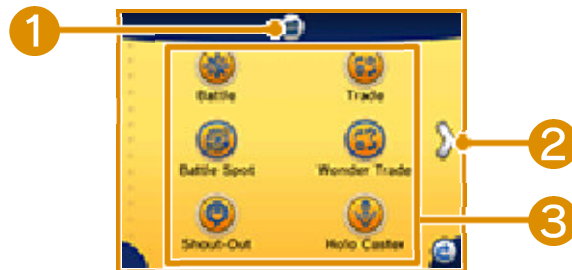 1
Battle Trade
2
Battle Spot Wonder Trade
3
Shout-Out Holo Caster